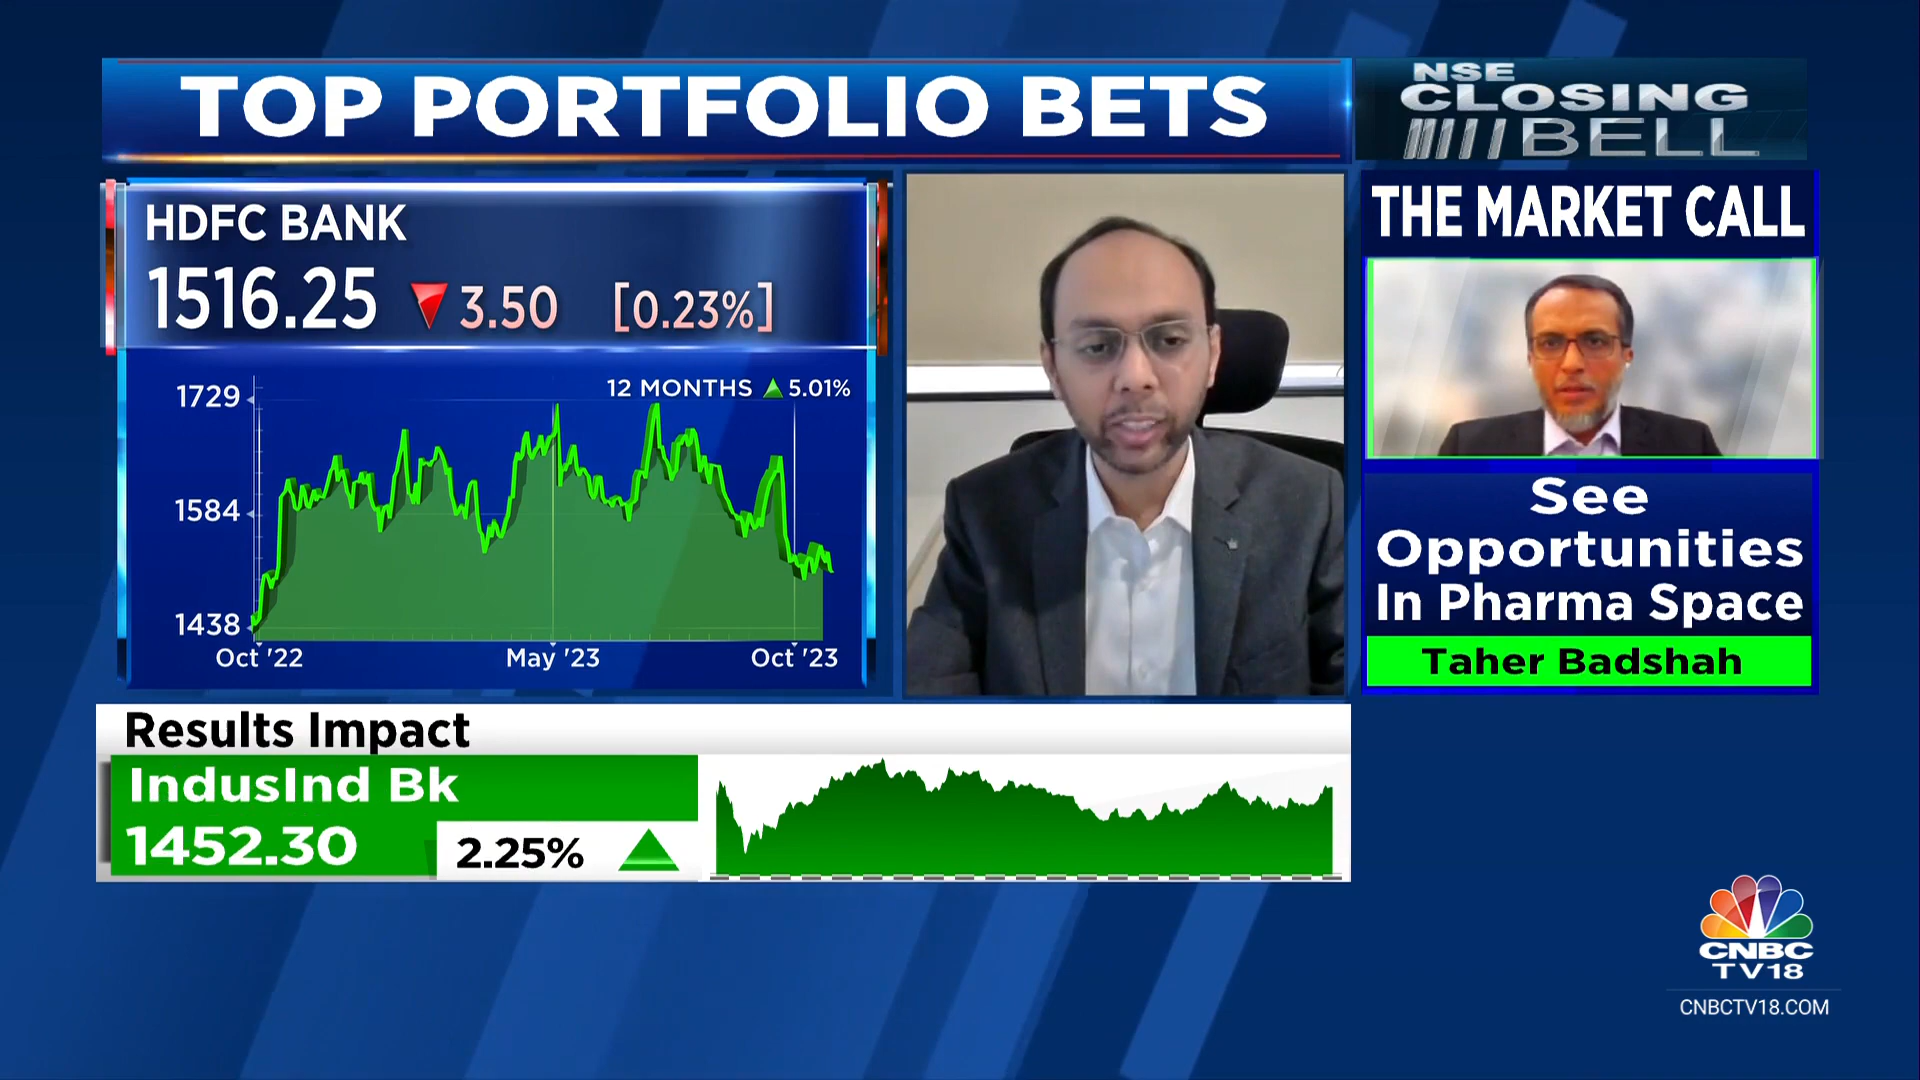 TOP PORTFOLIO BETS
NSE
CLOSING
BELL
HDFC BANK
1516.25 ▼ 3.50 [0.23%]
12 MONTHS ▲ 5.01%
1729
1584
1438
Oct '22 May '23 Oct '23
THE MARKET CALL
See
Opportunities
In Pharma Space
Taher Badshah
Results Impact
IndusInd Bk
1452.30 2.25% ▲
CNBC
TV18
CNBCTV18.COM